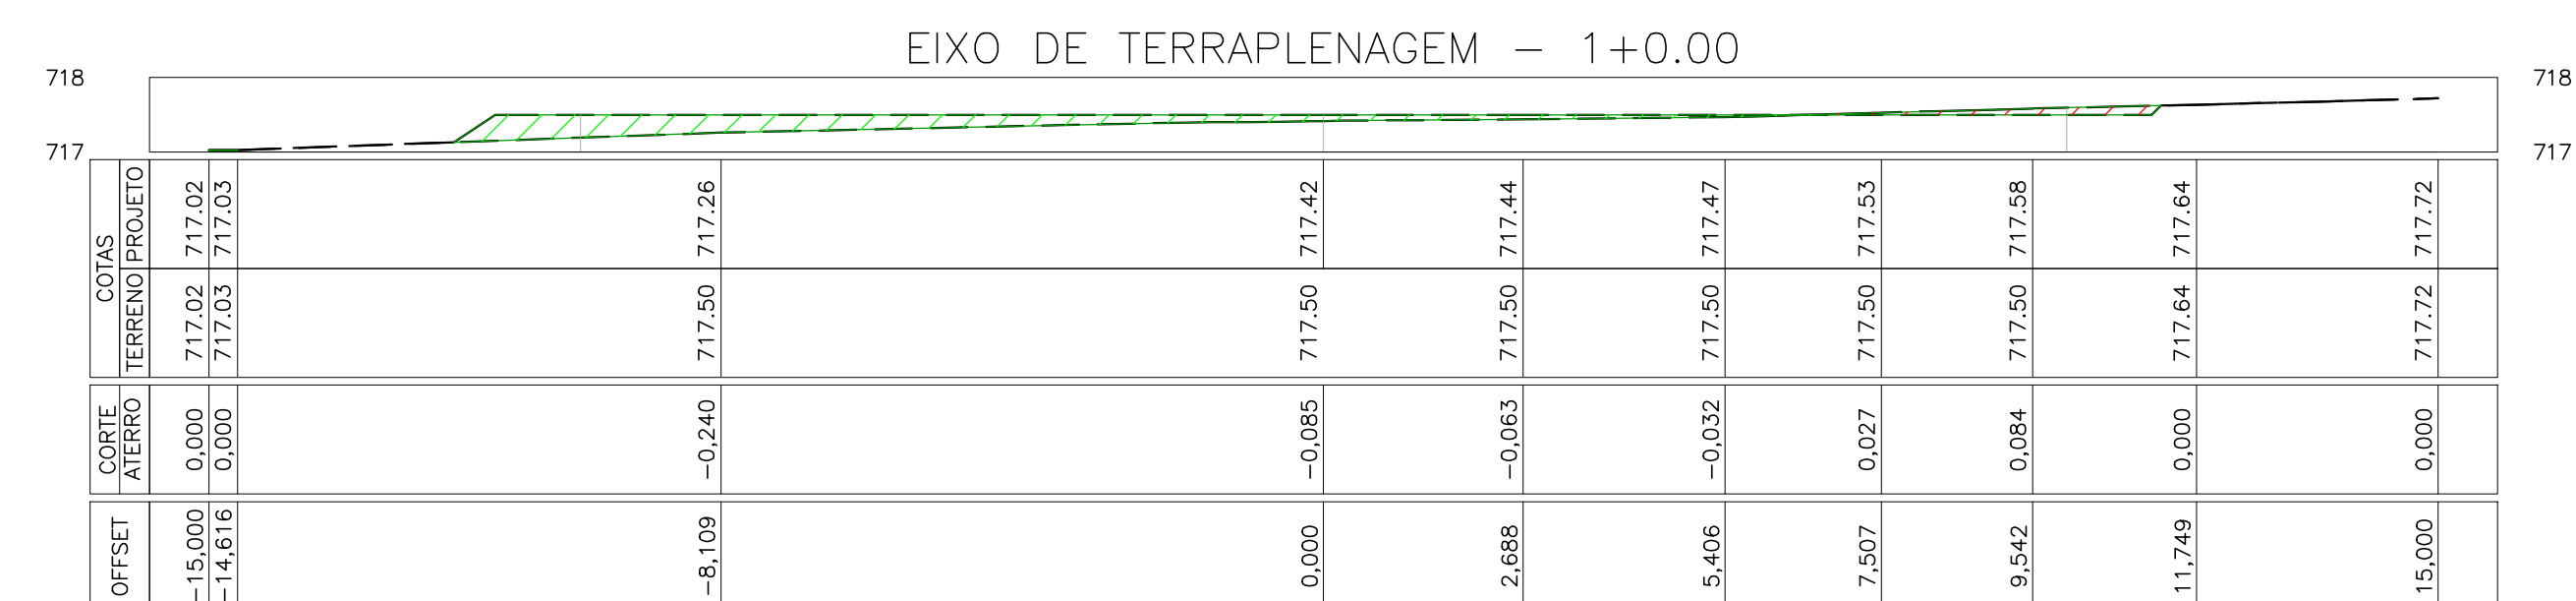 EIXO DE TERRAPLENAGEM - 1+0.00
718 718
717 717
COTAS
PROJETO 717.02 717.03 717.26 717.42 717.44 717.47 717.53 717.58 717.64 717.72
TERRENO 717.02 717.03 717.50 717.50 717.50 717.50 717.50 717.50 717.64 717.72
CORTE
ATERRO 0,000 0,000 -0,240 -0,085 -0,063 -0,032 0,027 0,084 0,000 0,000
OFFSET -15,000 -14,616 -8,109 0,000 2,688 5,406 7,507 9,542 11,749 15,000